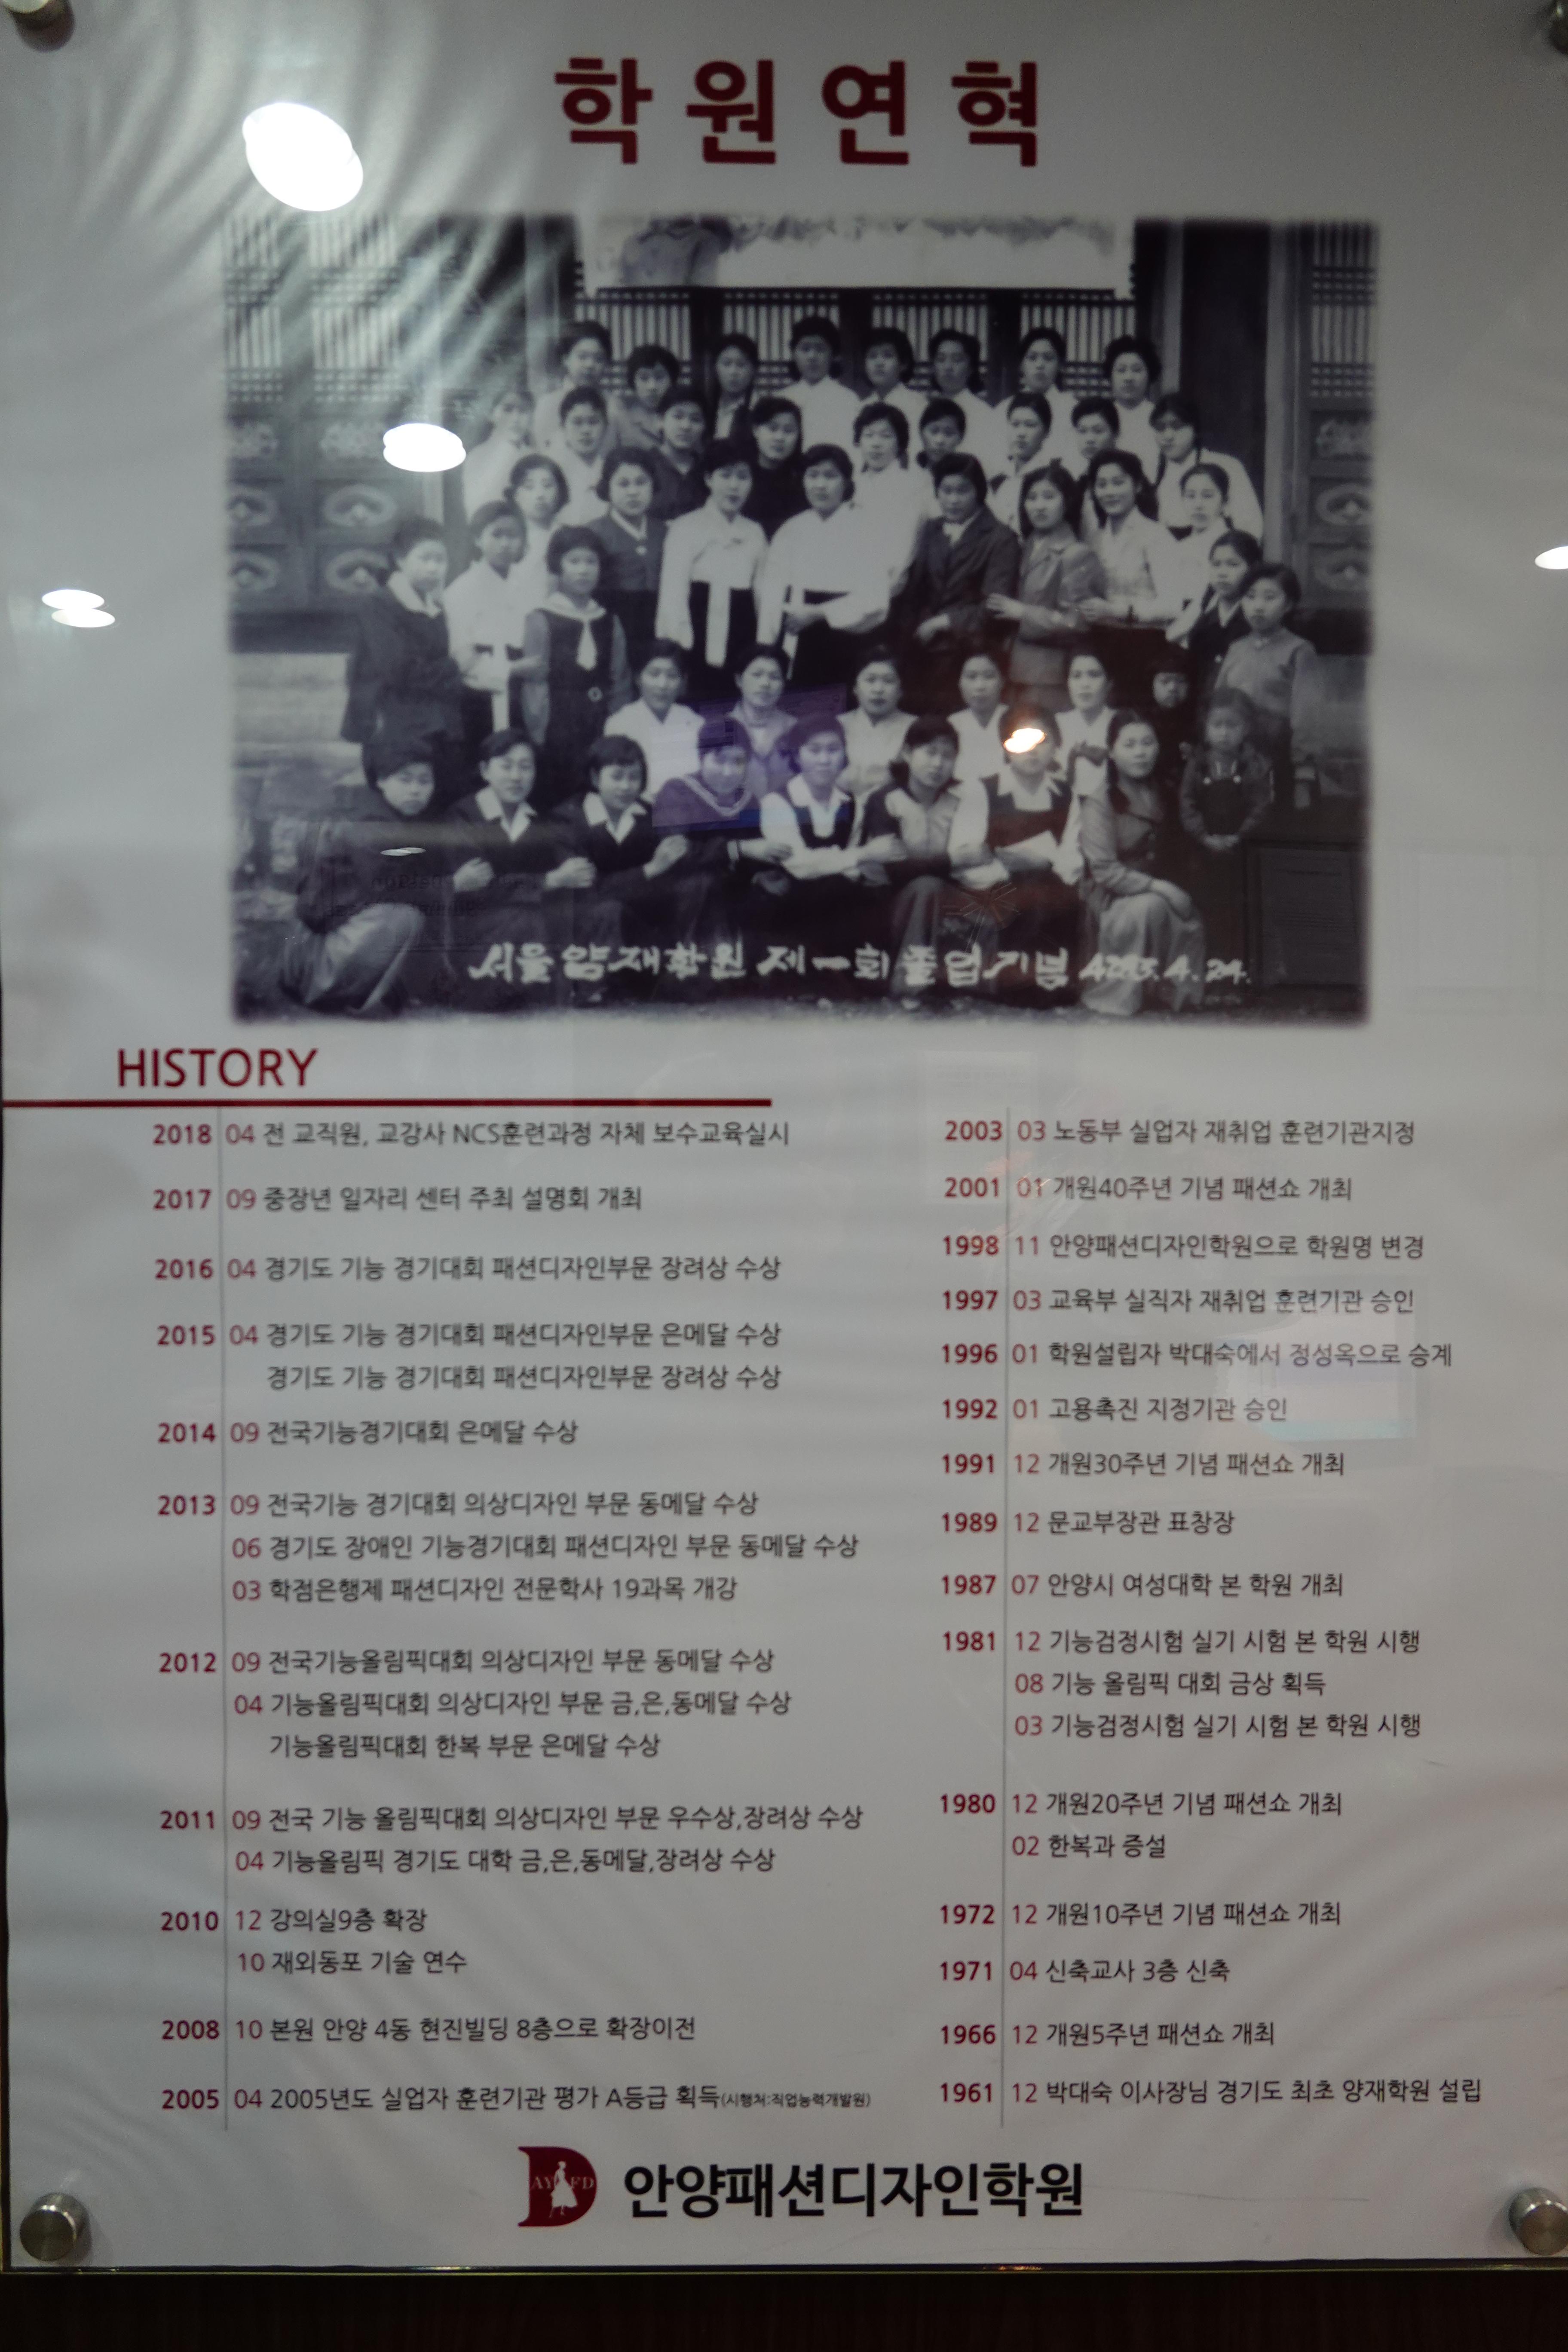 학원연혁
서울양재학원 제一회 졸업기념 4.24.
HISTORY
2018 04 전 교직원, 교강사 NCS훈련과정 자체 보수교육실시
2017 09 중장년 일자리 센터 주최 설명회 개최
2016 04 경기도 기능 경기대회 패션디자인부문 장려상 수상
2015 04 경기도 기능 경기대회 패션디자인부문 은메달 수상
경기도 기능 경기대회 패션디자인부문 장려상 수상
2014 09 전국기능경기대회 은메달 수상
2013 09 전국기능 경기대회 의상디자인 부문 동메달 수상
06 경기도 장애인 기능경기대회 패션디자인 부문 동메달 수상
03 학점은행제 패션디자인 전문학사 19과목 개강
2012 09 전국기능올림픽대회 의상디자인 부문 동메달 수상
04 기능올림픽대회 의상디자인 부문 금,은,동메달 수상
기능올림픽대회 한복 부문 은메달 수상
2011 09 전국 기능 올림픽대회 의상디자인 부문 우수상,장려상 수상
04 기능올림픽 경기도 대학 금,은,동메달,장려상 수상
2010 12 강의실9층 확장
10 재외동포 기술 연수
2008 10 본원 안양 4동 현진빌딩 8층으로 확장이전
2005 04 2005년도 실업자 훈련기관 평가 A등급 획득(시행처:직업능력개발원)
2003 03 노동부 실업자 재취업 훈련기관지정
2001 01 개원40주년 기념 패션쇼 개최
1998 11 안양패션디자인학원으로 학원명 변경
1997 03 교육부 실직자 재취업 훈련기관 승인
1996 01 학원설립자 박대숙에서 정성옥으로 승계
1992 01 고용촉진 지정기관 승인
1991 12 개원30주년 기념 패션쇼 개최
1989 12 문교부장관 표창장
1987 07 안양시 여성대학 본 학원 개최
1981 12 기능검정시험 실기 시험 본 학원 시행
08 기능 올림픽 대회 금상 획득
03 기능검정시험 실기 시험 본 학원 시행
1980 12 개원20주년 기념 패션쇼 개최
02 한복과 증설
1972 12 개원10주년 기념 패션쇼 개최
1971 04 신축교사 3층 신축
1966 12 개원5주년 패션쇼 개최
1961 12 박대숙 이사장님 경기도 최초 양재학원 설립
AYFD
안양패션디자인학원